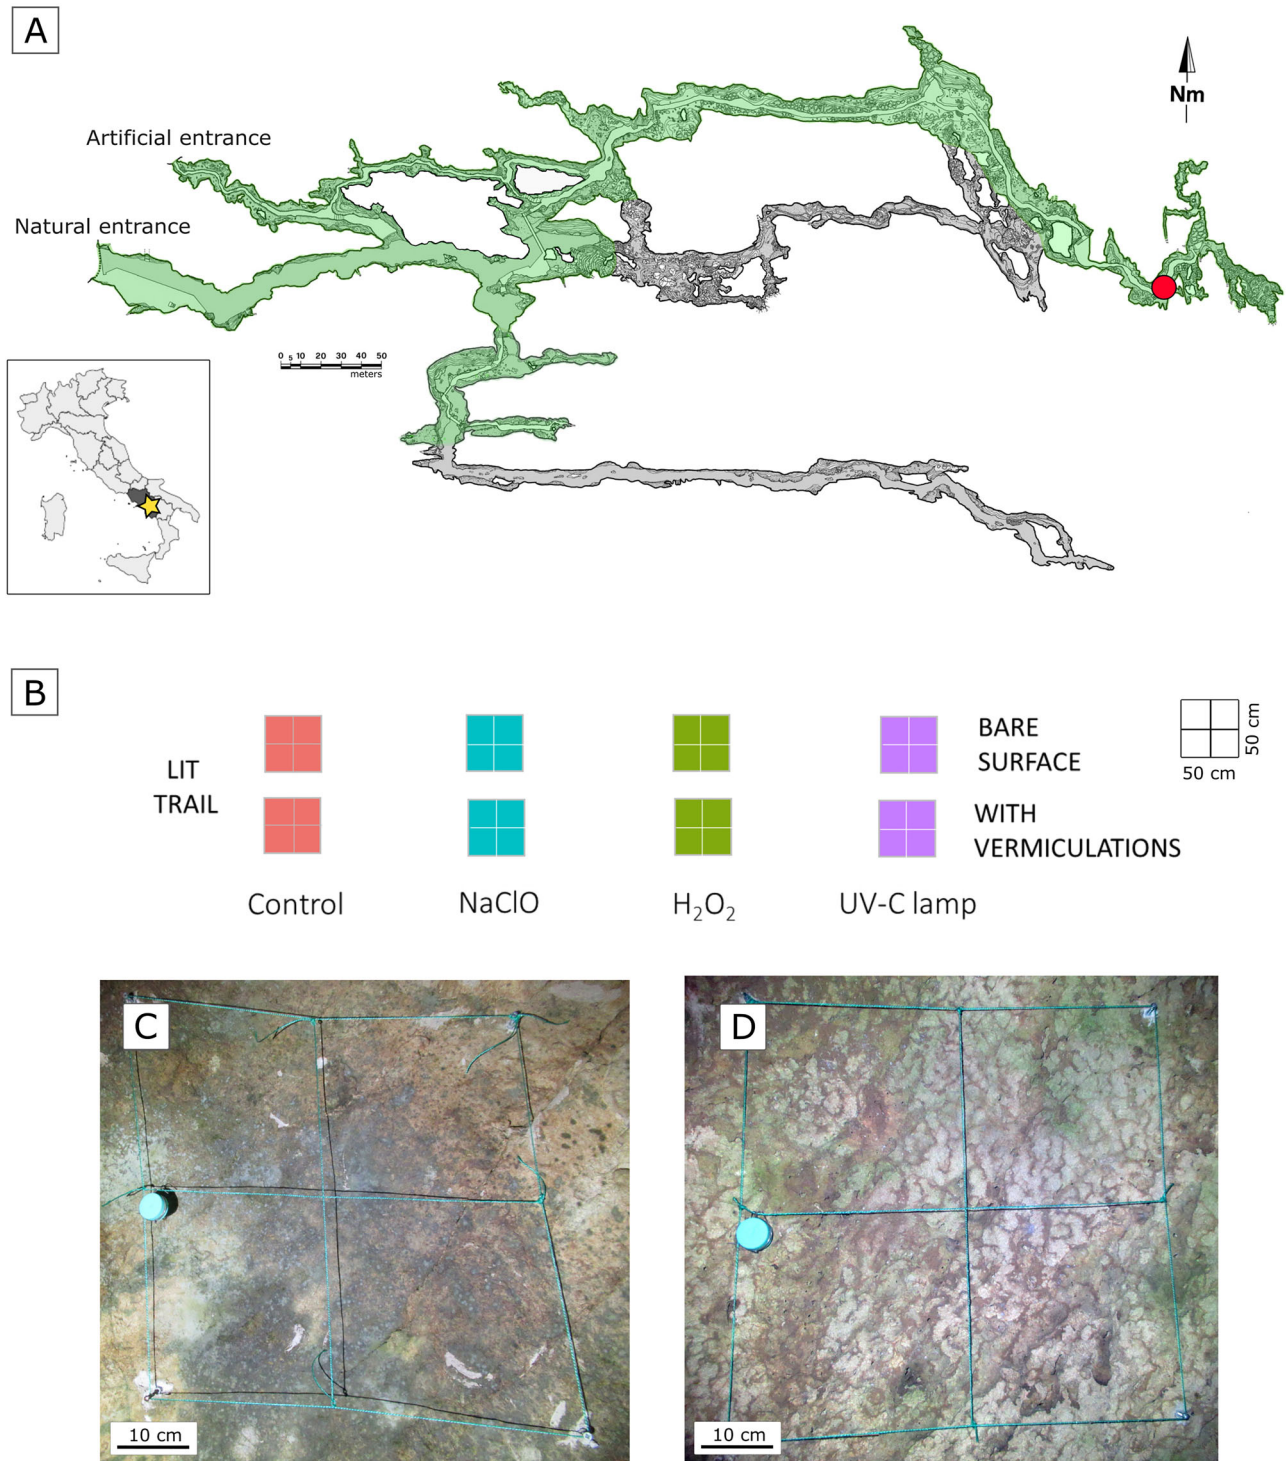 A
Nm
Artificial entrance
Natural entrance
0 5 10 20 30 40 50
meters
B
LIT
TRAIL
BARE
SURFACE
WITH
VERMICULATIONS
50 cm
50 cm
Control
NaClO
H₂O₂
UV-C lamp
C
D
10 cm
10 cm